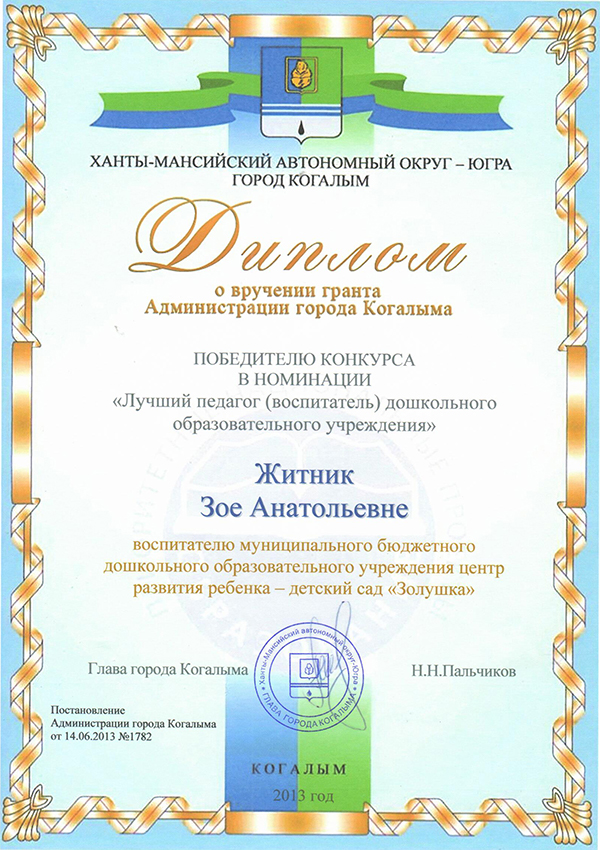 ХАНТЫ-МАНСИЙСКИЙ АВТОНОМНЫЙ ОКРУГ – ЮГРА
ГОРОД КОГАЛЫМ
Диплом
о вручении гранта
Администрации города Когалыма
ПОБЕДИТЕЛЮ КОНКУРСА
В НОМИНАЦИИ
«Лучший педагог (воспитатель) дошкольного
образовательного учреждения»
Житник
Зое Анатольевне
воспитателю муниципального бюджетного
дошкольного образовательного учреждения центр
развития ребенка – детский сад «Золушка»
Глава города Когалыма
Н.Н.Пальчиков
Ханты-Мансийский автономный округ-Югра
ГЛАВА ГОРОДА КОГАЛЫМА
Постановление
Администрации города Когалыма
от 14.06.2013 №1782
КОГАЛЫМ
2013 год